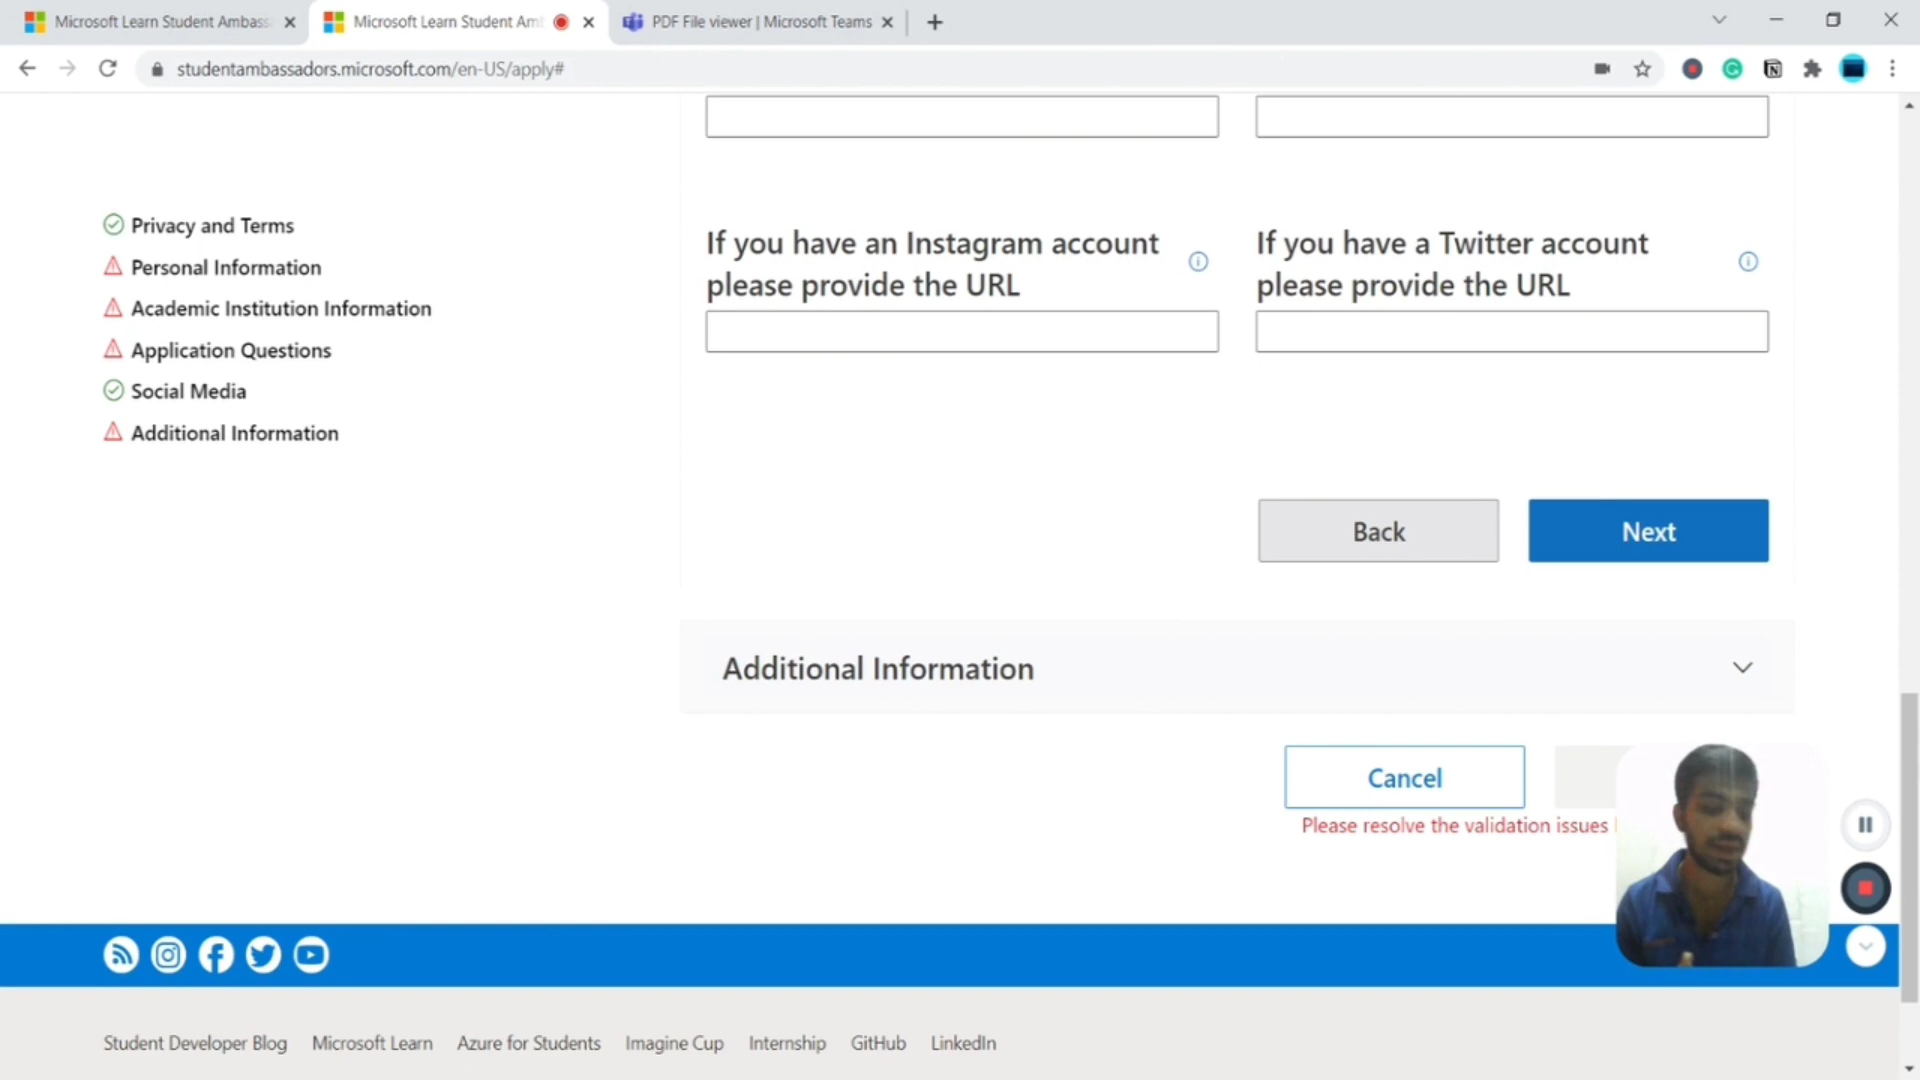 Microsoft Learn Student Ambass
Microsoft Learn Student Am
PDF File viewer | Microsoft Teams
studentambassadors.microsoft.com/en-US/apply#
Privacy and Terms
Personal Information
Academic Institution Information
Application Questions
Social Media
Additional Information
If you have an Instagram account
please provide the URL
If you have a Twitter account
please provide the URL
Back
Next
Additional Information
Cancel
Please resolve the validation issues
Student Developer Blog
Microsoft Learn
Azure for Students
Imagine Cup
Internship
GitHub
LinkedIn